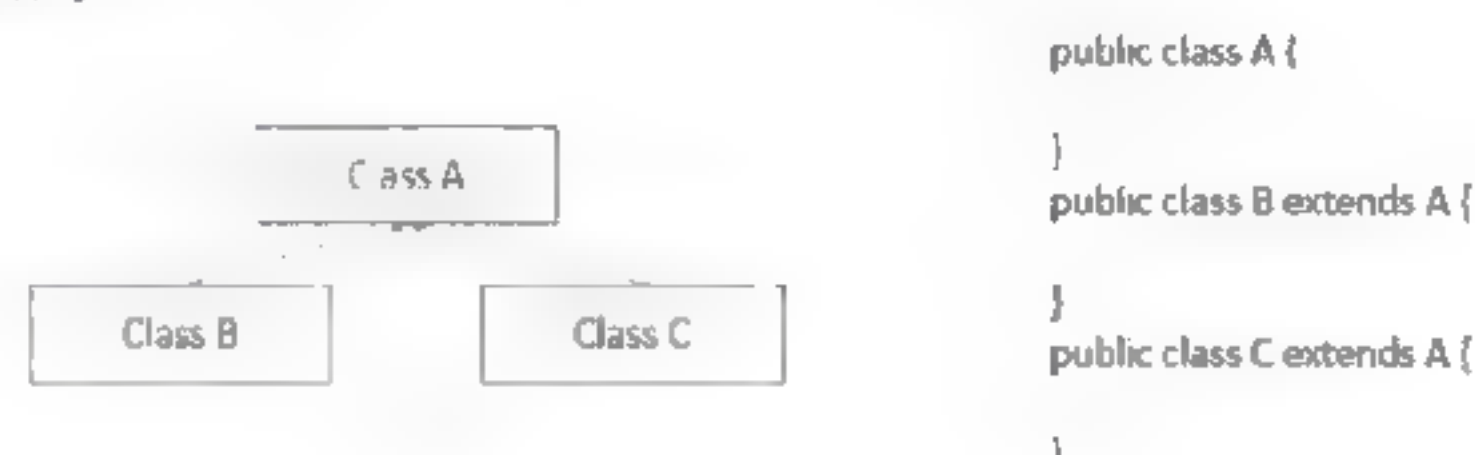 Class A
Class B
Class C
public class A {
}
public class B extends A {
}
public class C extends A {
}